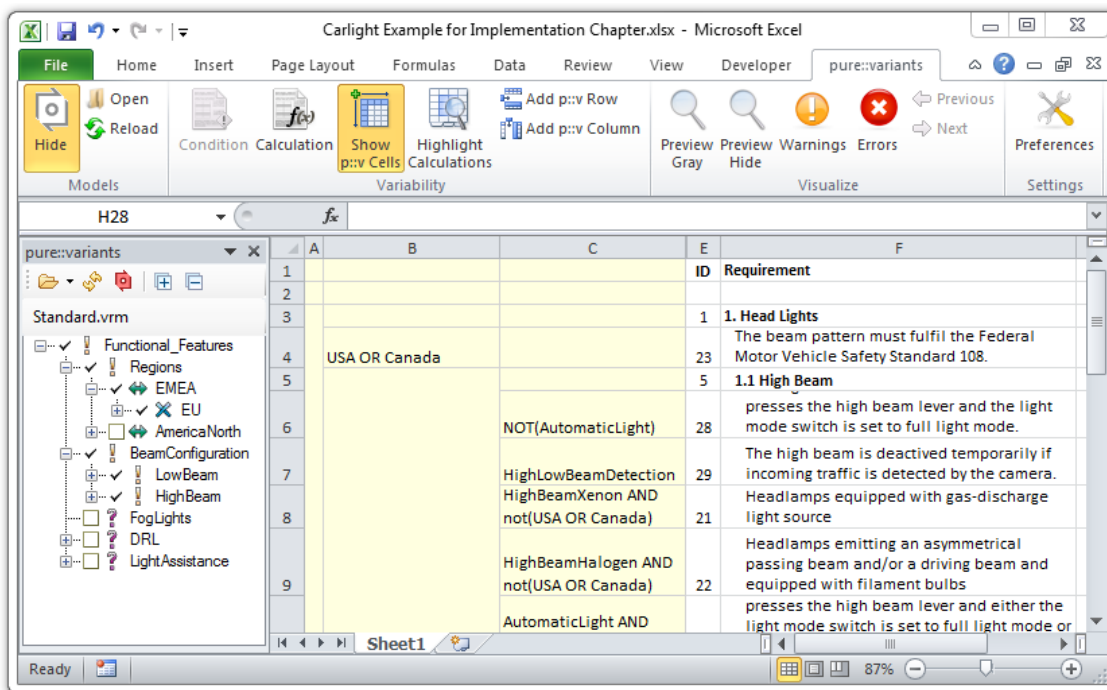 Carlight Example for Implementation Chapter.xlsx - Microsoft Excel
File Home Insert Page Layout Formulas Data Review View Developer pure::variants
Open
Reload
Hide
Models
Condition
Calculation
f(x)
Show
p::v Cells
Highlight
Calculations
Add p::v Row
Add p::v Column
Variability
Preview
Gray
Preview
Hide
Warnings
Errors
Previous
Next
Visualize
Preferences
Settings
H28 fx
pure::variants
Standard.vrm
Functional_Features
Regions
EMEA
EU
AmericaNorth
BeamConfiguration
LowBeam
HighBeam
FogLights
DRL
LightAssistance
A B C E F
1 ID Requirement
2
3 1 1. Head Lights
The beam pattern must fulfil the Federal
4 USA OR Canada 23 Motor Vehicle Safety Standard 108.
5 5 1.1 High Beam
presses the high beam lever and the light
6 NOT(AutomaticLight) 28 mode switch is set to full light mode.
The high beam is deactived temporarily if
7 HighLowBeamDetection 29 incoming traffic is detected by the camera.
HighBeamXenon AND Headlamps equipped with gas-discharge
8 not(USA OR Canada) 21 light source
Headlamps emitting an asymmetrical
HighBeamHalogen AND passing beam and/or a driving beam and
9 not(USA OR Canada) 22 equipped with filament bulbs
presses the high beam lever and either the
AutomaticLight AND light mode switch is set to full light mode or
Sheet1
Ready 87%